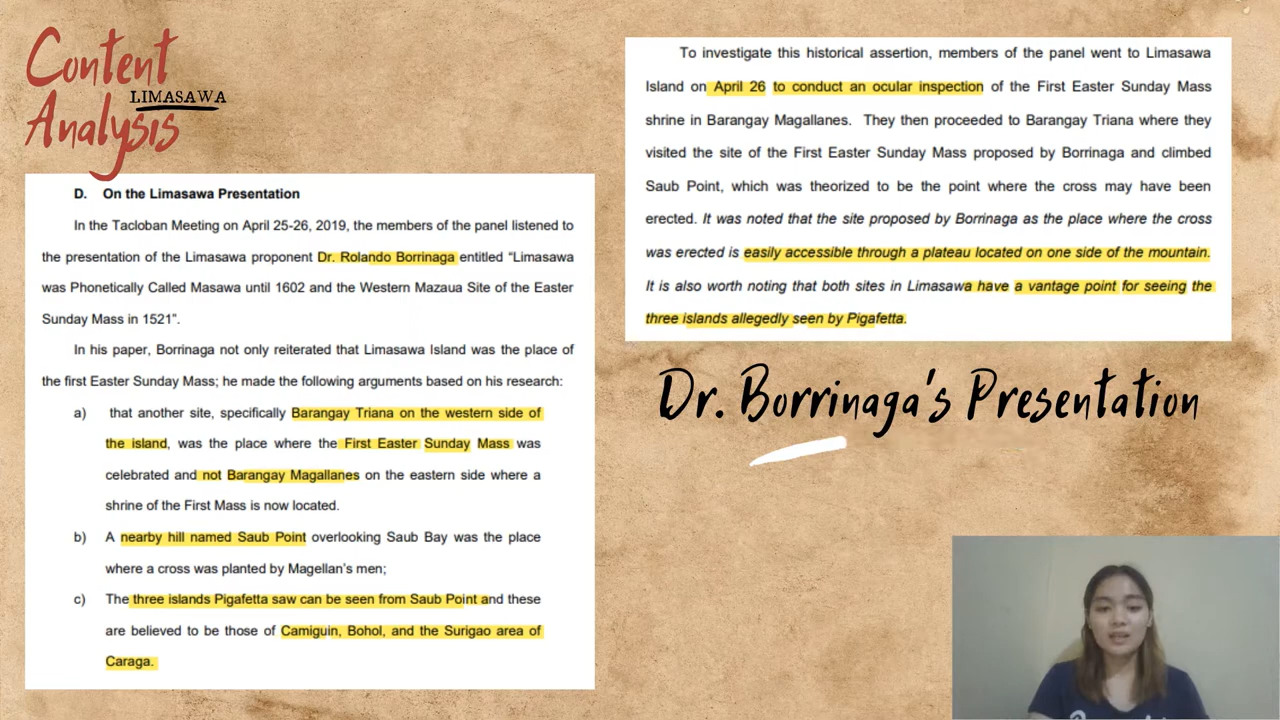 Content
LIMASAWA
Analysis
D. On the Limasawa Presentation
In the Tacloban Meeting on April 25-26, 2019, the members of the panel listened to
the presentation of the Limasawa proponent Dr. Rolando Borrinaga entitled “Limasawa
was Phonetically Called Masawa until 1602 and the Western Mazaua Site of the Easter
Sunday Mass in 1521”.
In his paper, Borrinaga not only reiterated that Limasawa Island was the place of
the first Easter Sunday Mass; he made the following arguments based on his research:
a) that another site, specifically Barangay Triana on the western side of
the island, was the place where the First Easter Sunday Mass was
celebrated and not Barangay Magallanes on the eastern side where a
shrine of the First Mass is now located.
b) A nearby hill named Saub Point overlooking Saub Bay was the place
where a cross was planted by Magellan’s men;
c) The three islands Pigafetta saw can be seen from Saub Point and these
are believed to be those of Camiguin, Bohol, and the Surigao area of
Caraga.
To investigate this historical assertion, members of the panel went to Limasawa
Island on April 26 to conduct an ocular inspection of the First Easter Sunday Mass
shrine in Barangay Magallanes. They then proceeded to Barangay Triana where they
visited the site of the First Easter Sunday Mass proposed by Borrinaga and climbed
Saub Point, which was theorized to be the point where the cross may have been
erected. It was noted that the site proposed by Borrinaga as the place where the cross
was erected is easily accessible through a plateau located on one side of the mountain.
It is also worth noting that both sites in Limasawa have a vantage point for seeing the
three islands allegedly seen by Pigafetta.
Dr. Borrinaga's Presentation